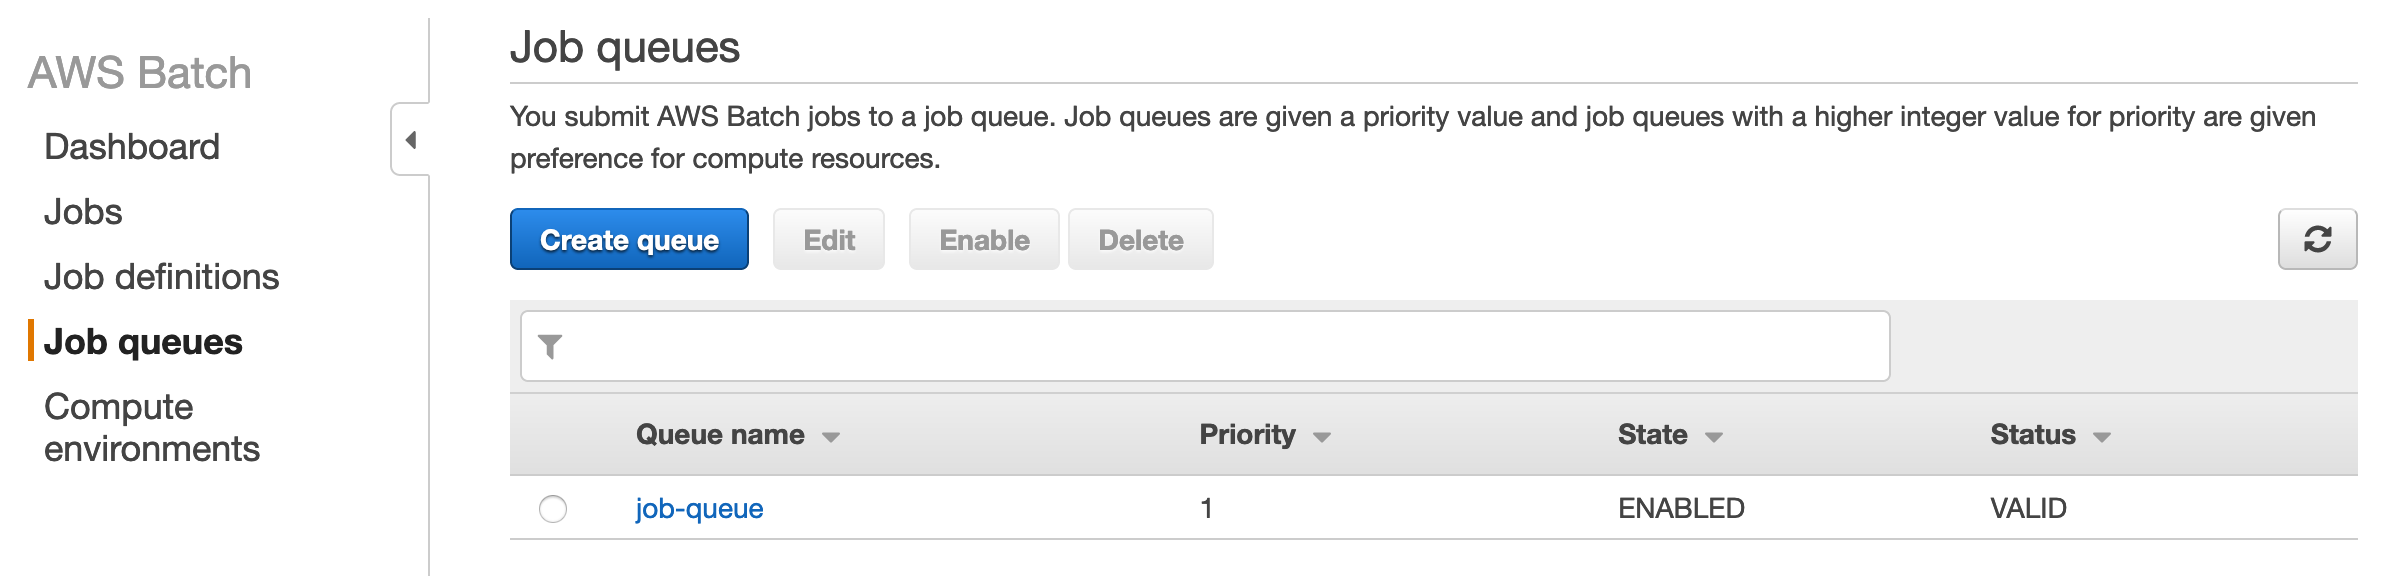 AWS Batch
Dashboard
Jobs
Job definitions
Job queues
Compute
environments
Job queues
You submit AWS Batch jobs to a job queue. Job queues are given a priority value and job queues with a higher integer value for priority are given
preference for compute resources.
Create queue Edit Enable Delete
Queue name Priority State Status
job-queue 1 ENABLED VALID